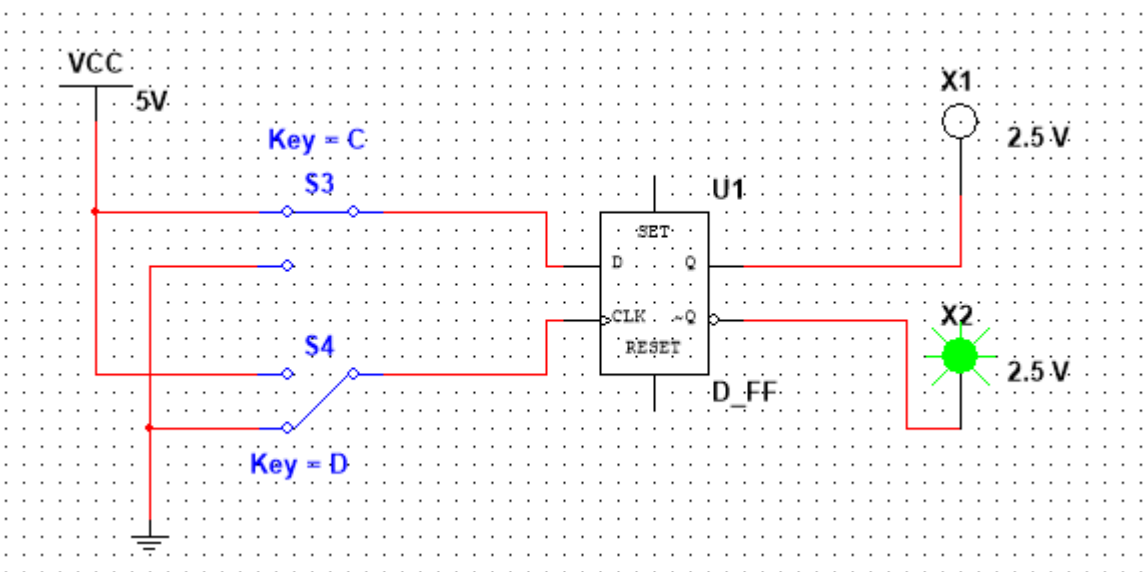 VCC
5V
Key = C
S3
S4
Key = D
U1
SET
D Q
CLK ~Q
RESET
D_FF
X1
2.5 V
X2
2.5 V